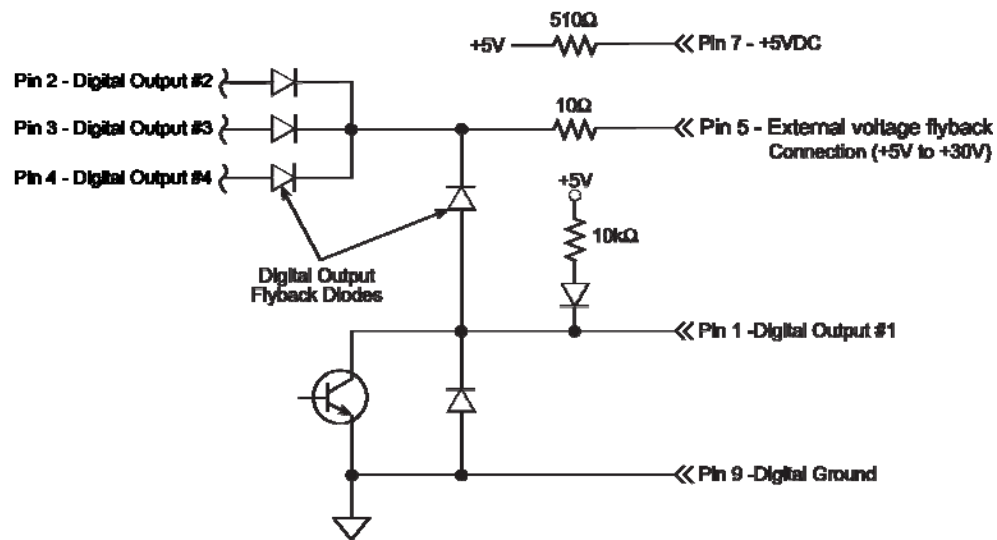 510Ω
+5V
Pin 7 - +5VDC
Pin 2 - Digital Output #2
10Ω
Pin 3 - Digital Output #3
Pin 5 - External voltage flyback
Connection (+5V to +30V)
Pin 4 - Digital Output #4
+5V
10kΩ
Digital Output
Flyback Diodes
Pin 1 -Digital Output #1
Pin 9 -Digital Ground